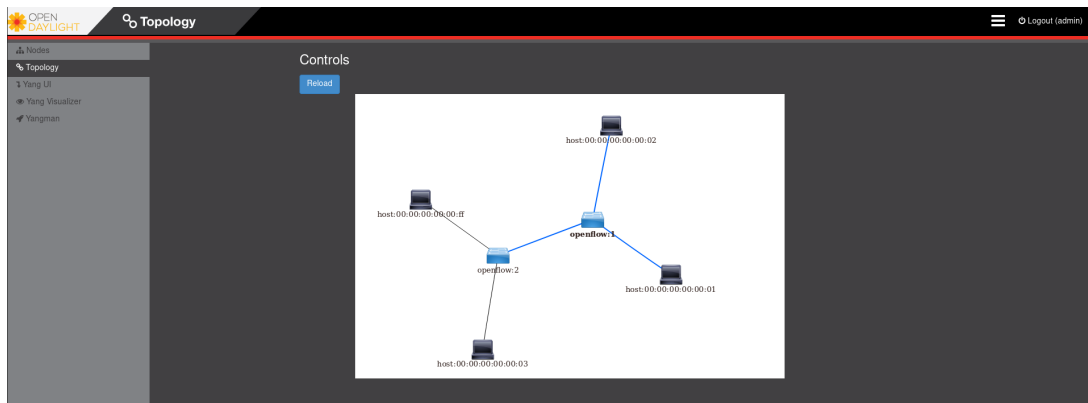 OPEN
DAYLIGHT
Topology
Logout (admin)
Nodes
Topology
Yang UI
Yang Visualizer
Yangman
Controls
Reload
host:00:00:00:00:00:02
host:00:00:00:00:00:ff
openflow:1
openflow:2
host:00:00:00:00:00:01
host:00:00:00:00:00:03